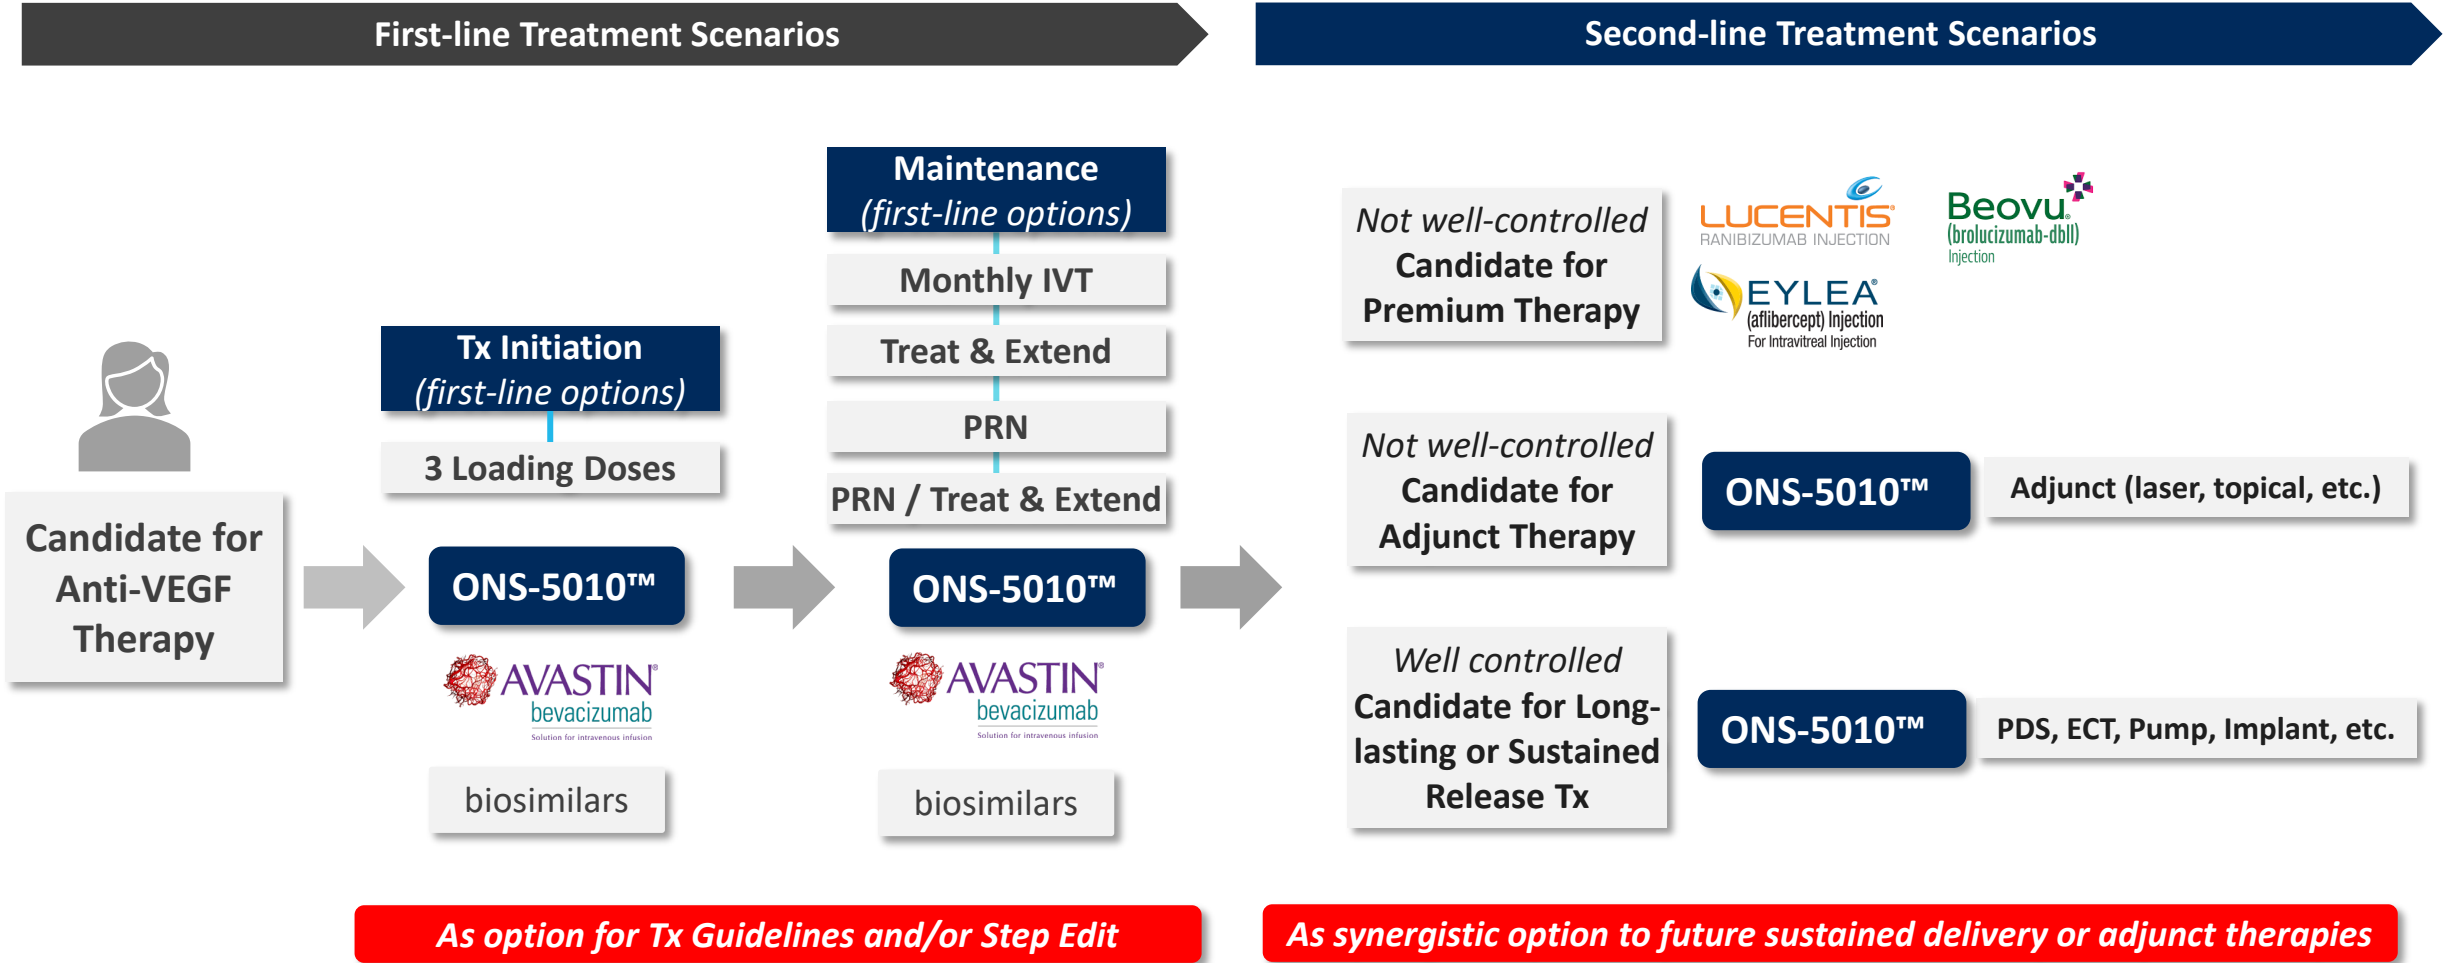 First-line Treatment Scenarios
Second-line Treatment Scenarios
Candidate for
Anti-VEGF
Therapy
Tx Initiation
(first-line options)
3 Loading Doses
ONS-5010™
AVASTIN®
bevacizumab
Solution for intravenous infusion
biosimilars
Maintenance
(first-line options)
Monthly IVT
Treat & Extend
PRN
PRN / Treat & Extend
ONS-5010™
AVASTIN®
bevacizumab
Solution for intravenous infusion
biosimilars
Not well-controlled
Candidate for
Premium Therapy
LUCENTIS®
RANIBIZUMAB INJECTION
Beovu®
(brolucizumab-dbll)
Injection
EYLEA®
(aflibercept) Injection
For Intravitreal Injection
Not well-controlled
Candidate for
Adjunct Therapy
ONS-5010™
Adjunct (laser, topical, etc.)
Well controlled
Candidate for Long-
lasting or Sustained
Release Tx
ONS-5010™
PDS, ECT, Pump, Implant, etc.
As option for Tx Guidelines and/or Step Edit
As synergistic option to future sustained delivery or adjunct therapies